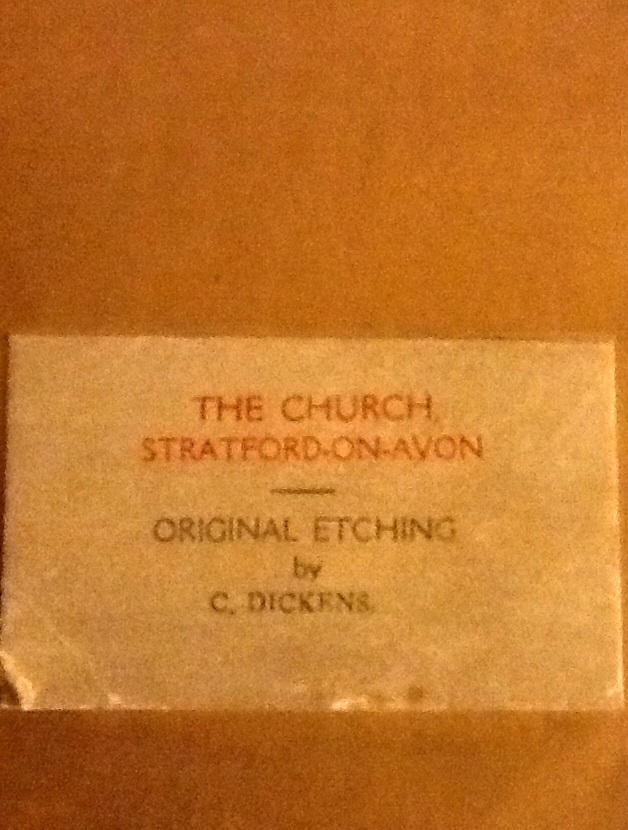 THE CHURCH,
STRATFORD-ON-AVON
ORIGINAL ETCHING
by
C. DICKENS.